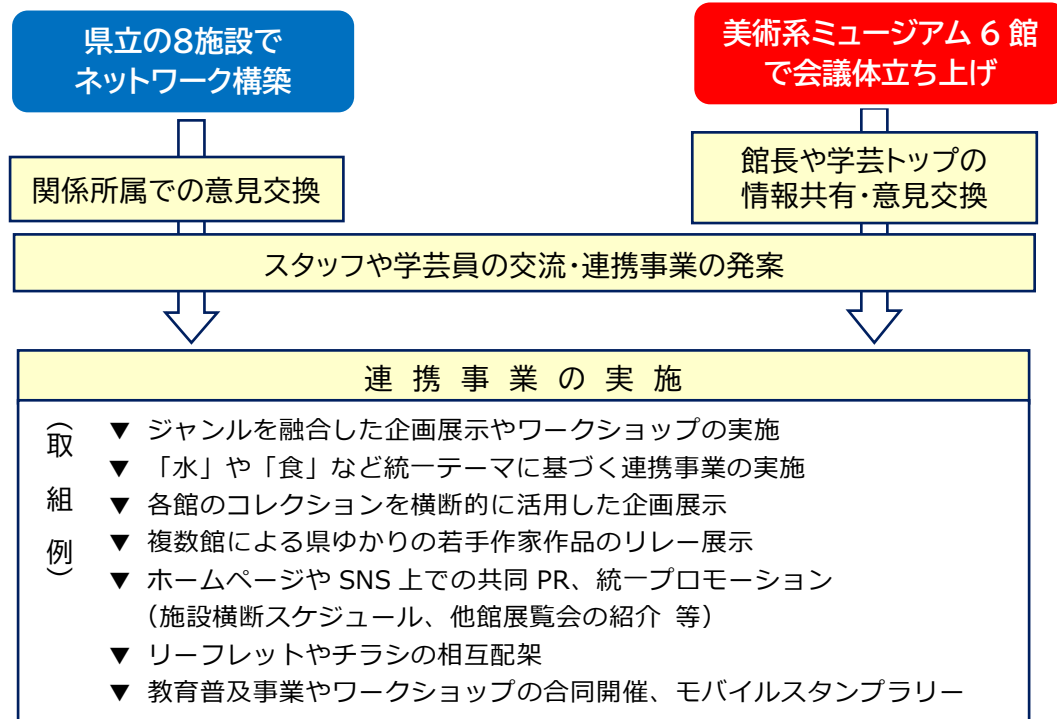 県立の8施設で
ネットワーク構築
美術系ミュージアム 6 館
で会議体立ち上げ
関係所属での意見交換
館長や学芸トップの
情報共有・意見交換
スタッフや学芸員の交流・連携事業の発案
連 携 事 業 の 実 施
（取 組 例）
▼ ジャンルを融合した企画展示やワークショップの実施
▼ 「水」や「食」など統一テーマに基づく連携事業の実施
▼ 各館のコレクションを横断的に活用した企画展示
▼ 複数館による県ゆかりの若手作家作品のリレー展示
▼ ホームページや SNS 上での共同 PR、統一プロモーション
（施設横断スケジュール、他館展覧会の紹介 等）
▼ リーフレットやチラシの相互配架
▼ 教育普及事業やワークショップの合同開催、モバイルスタンプラリー